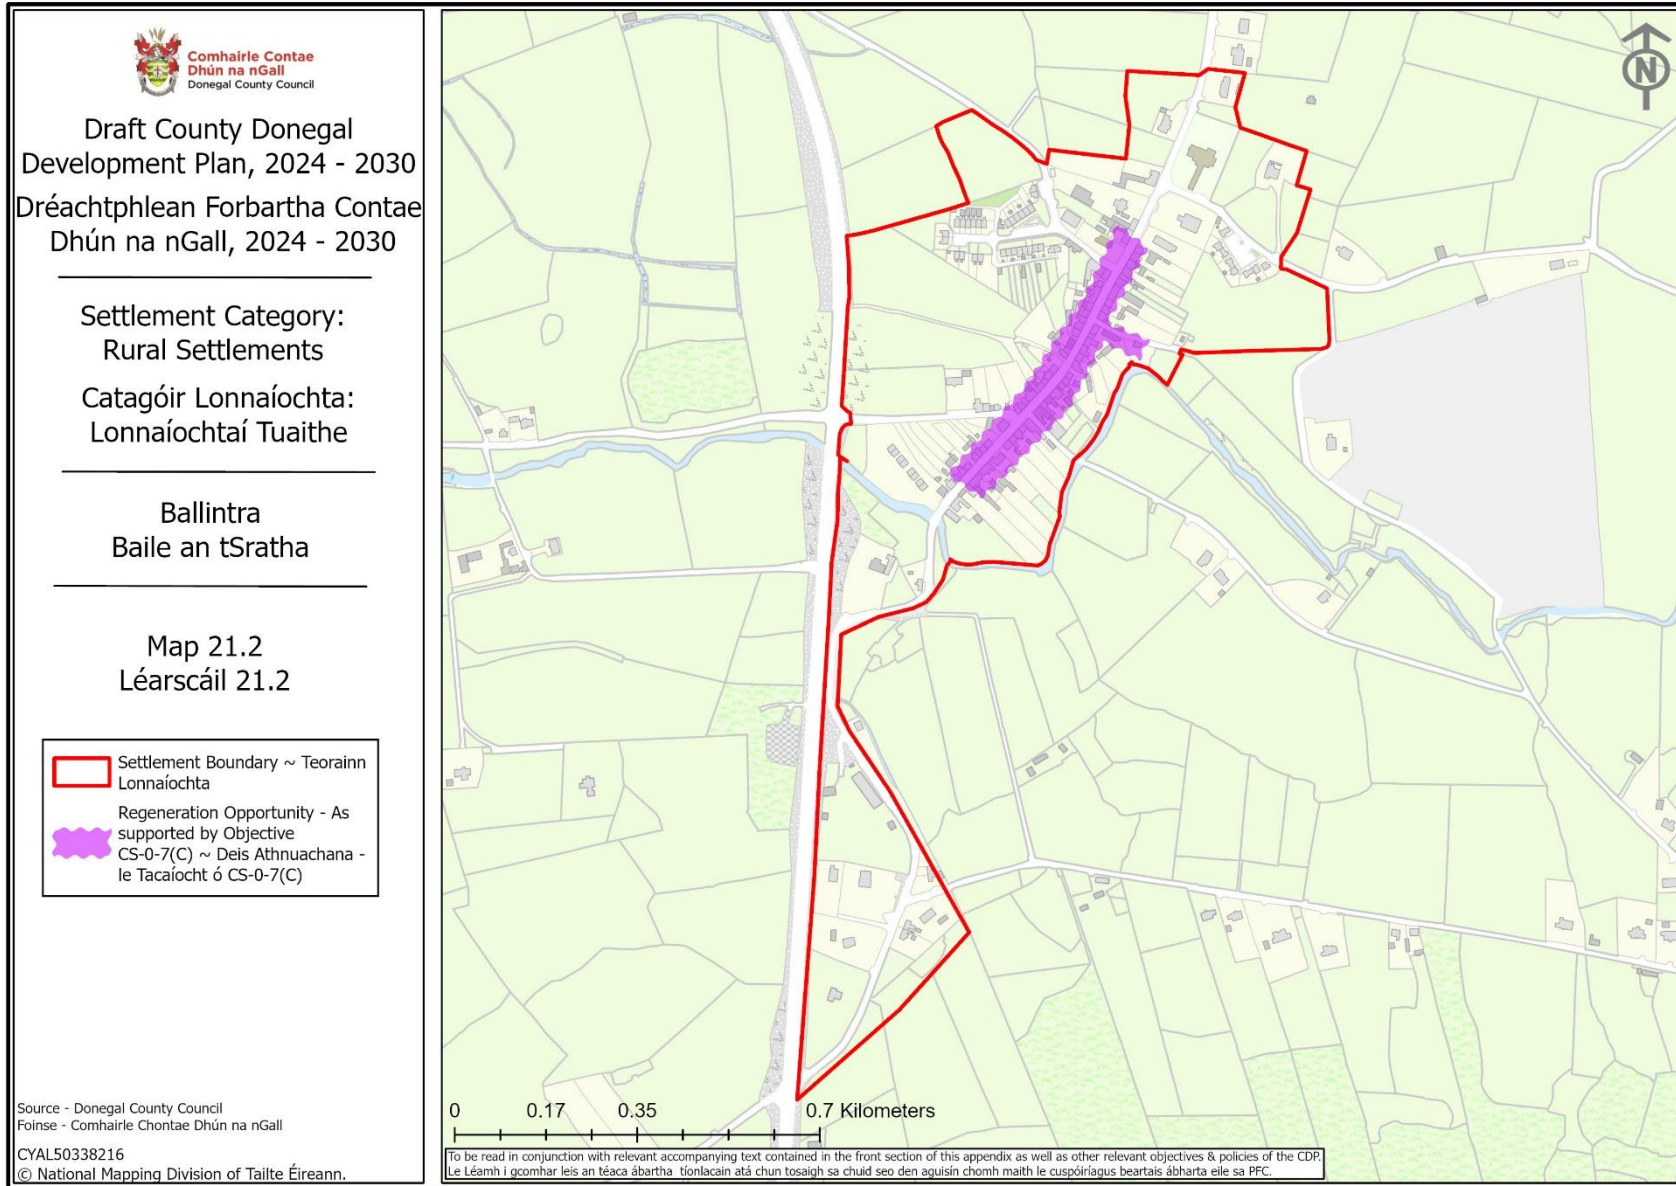 Comhairle Contae
Dhún na nGall
Donegal County Council
Draft County Donegal
Development Plan, 2024 - 2030
Dréachtphlean Forbartha Contae
Dhún na nGall, 2024 - 2030
Settlement Category:
Rural Settlements
Catagóir Lonnaíochta:
Lonnaíochtaí Tuaithe
Ballintra
Baile an tSratha
Map 21.2
Léarscáil 21.2
Settlement Boundary ~ Teorainn
Lonnaíochta
Regeneration Opportunity - As
supported by Objective
CS-0-7(C) ~ Deis Athnuachana -
le Tacaíocht ó CS-0-7(C)
Source - Donegal County Council
Foinse - Comhairle Chontae Dhún na nGall
CYAL50338216
© National Mapping Division of Tailte Éireann.
N
0 0.17 0.35 0.7 Kilometers
To be read in conjunction with relevant accompanying text contained in the front section of this appendix as well as other relevant objectives & policies of the CDP.
Le Léamh i gcomhar leis an téaca ábartha tíonlacain atá chun tosaigh sa chuid seo den aguisín chomh maith le cuspóiríagus beartais ábharta eile sa PFC.